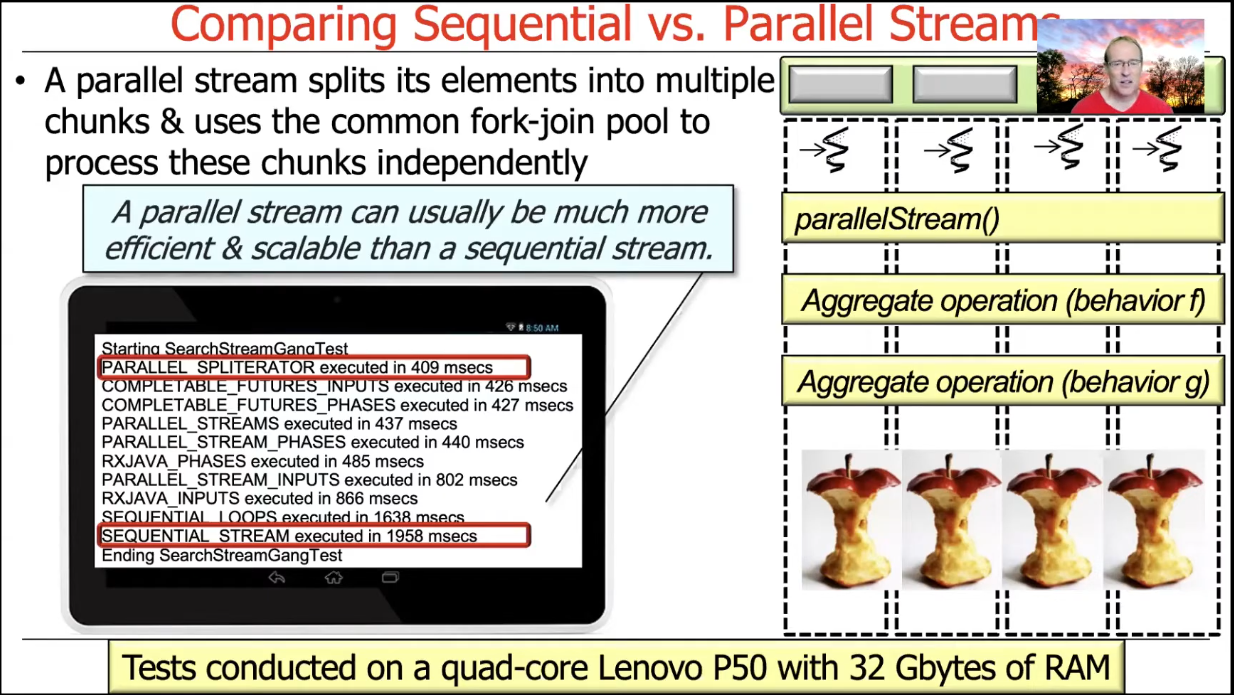 Comparing Sequential vs. Parallel Streams
• A parallel stream splits its elements into multiple
chunks & uses the common fork-join pool to
process these chunks independently
A parallel stream can usually be much more
efficient & scalable than a sequential stream.
8:50 AM
Starting SearchStreamGangTest
PARALLEL_SPLITERATOR executed in 409 msecs
COMPLETABLE_FUTURES_INPUTS executed in 426 msecs
COMPLETABLE_FUTURES_PHASES executed in 427 msecs
PARALLEL_STREAMS executed in 437 msecs
PARALLEL_STREAM_PHASES executed in 440 msecs
RXJAVA_PHASES executed in 485 msecs
PARALLEL_STREAM_INPUTS executed in 802 msecs
RXJAVA_INPUTS executed in 866 msecs
SEQUENTIAL_LOOPS executed in 1638 msecs
SEQUENTIAL_STREAM executed in 1958 msecs
Ending SearchStreamGangTest
parallelStream()
Aggregate operation (behavior f)
Aggregate operation (behavior g)
Tests conducted on a quad-core Lenovo P50 with 32 Gbytes of RAM